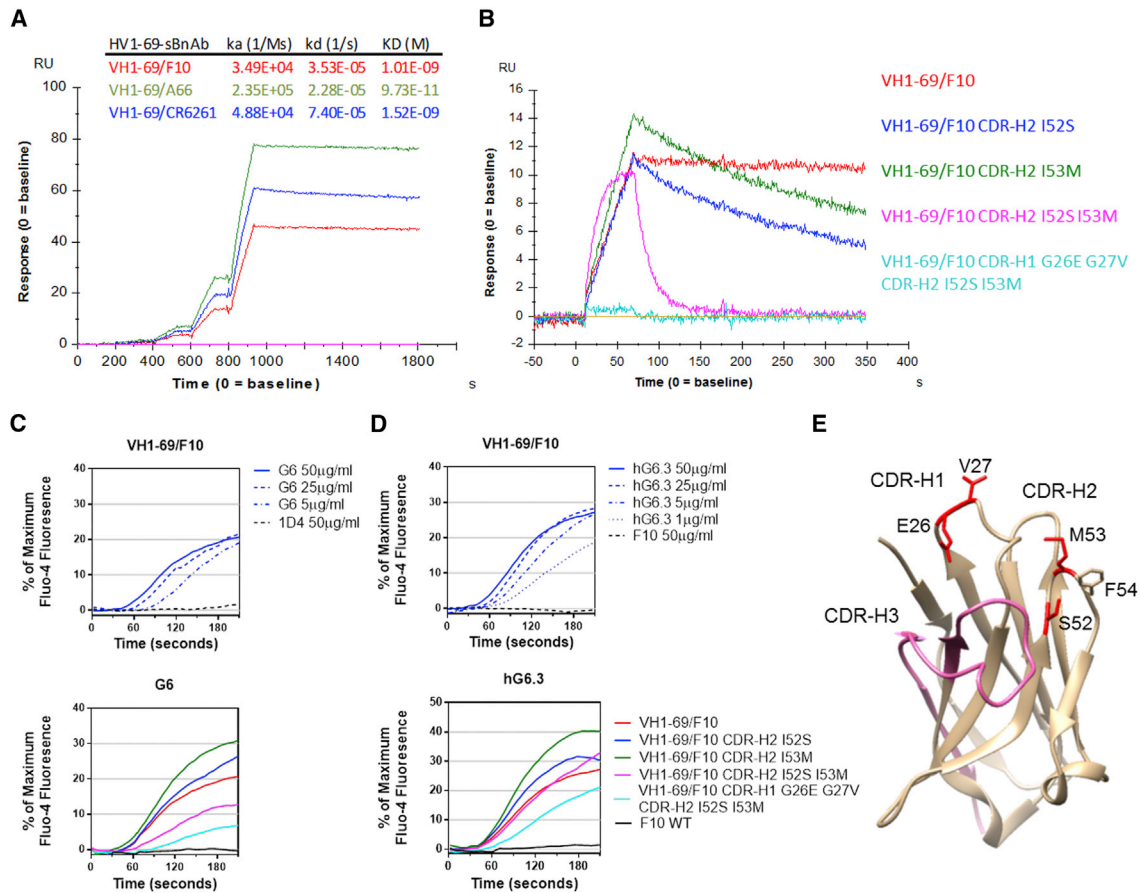 A
HV1-69-sBnAb ka (1/Ms) kd (1/s) KD (M)
VH1-69/F10 3.49E+04 3.53E-05 1.01E-09
VH1-69/A66 2.35E+05 2.28E-05 9.73E-11
VH1-69/CR6261 4.88E+04 7.40E-05 1.52E-09
RU
100
80
60
40
20
0
Response (0 = baseline)
0 200 400 600 800 1000 1200 1400 1600 1800
Time (0 = baseline)
s
B
RU
16
14
12
10
8
6
4
2
0
-2
Response (0 = baseline)
-50 0 50 100 150 200 250 300 350 400
Time (0 = baseline)
s
VH1-69/F10
VH1-69/F10 CDR-H2 I52S
VH1-69/F10 CDR-H2 I53M
VH1-69/F10 CDR-H2 I52S I53M
VH1-69/F10 CDR-H1 G26E G27V
CDR-H2 I52S I53M
C
VH1-69/F10
% of Maximum
Fluo-4 Fluoresence
40
30
20
10
0
0 60 120 180
Time (seconds)
G6 50µg/ml
G6 25µg/ml
G6 5µg/ml
1D4 50µg/ml
G6
% of Maximum
Fluo-4 Fluoresence
40
30
20
10
0
0 60 120 180
Time (seconds)
D
VH1-69/F10
% of Maximum
Fluo-4 Fluoresence
40
30
20
10
0
0 60 120 180
Time (seconds)
hG6.3 50µg/ml
hG6.3 25µg/ml
hG6.3 5µg/ml
hG6.3 1µg/ml
F10 50µg/ml
hG6.3
% of Maximum
Fluo-4 Fluoresence
50
40
30
20
10
0
0 60 120 180
Time (seconds)
VH1-69/F10
VH1-69/F10 CDR-H2 I52S
VH1-69/F10 CDR-H2 I53M
VH1-69/F10 CDR-H2 I52S I53M
VH1-69/F10 CDR-H1 G26E G27V
CDR-H2 I52S I53M
F10 WT
E
V27
CDR-H1
CDR-H2
E26
M53
F54
CDR-H3
S52